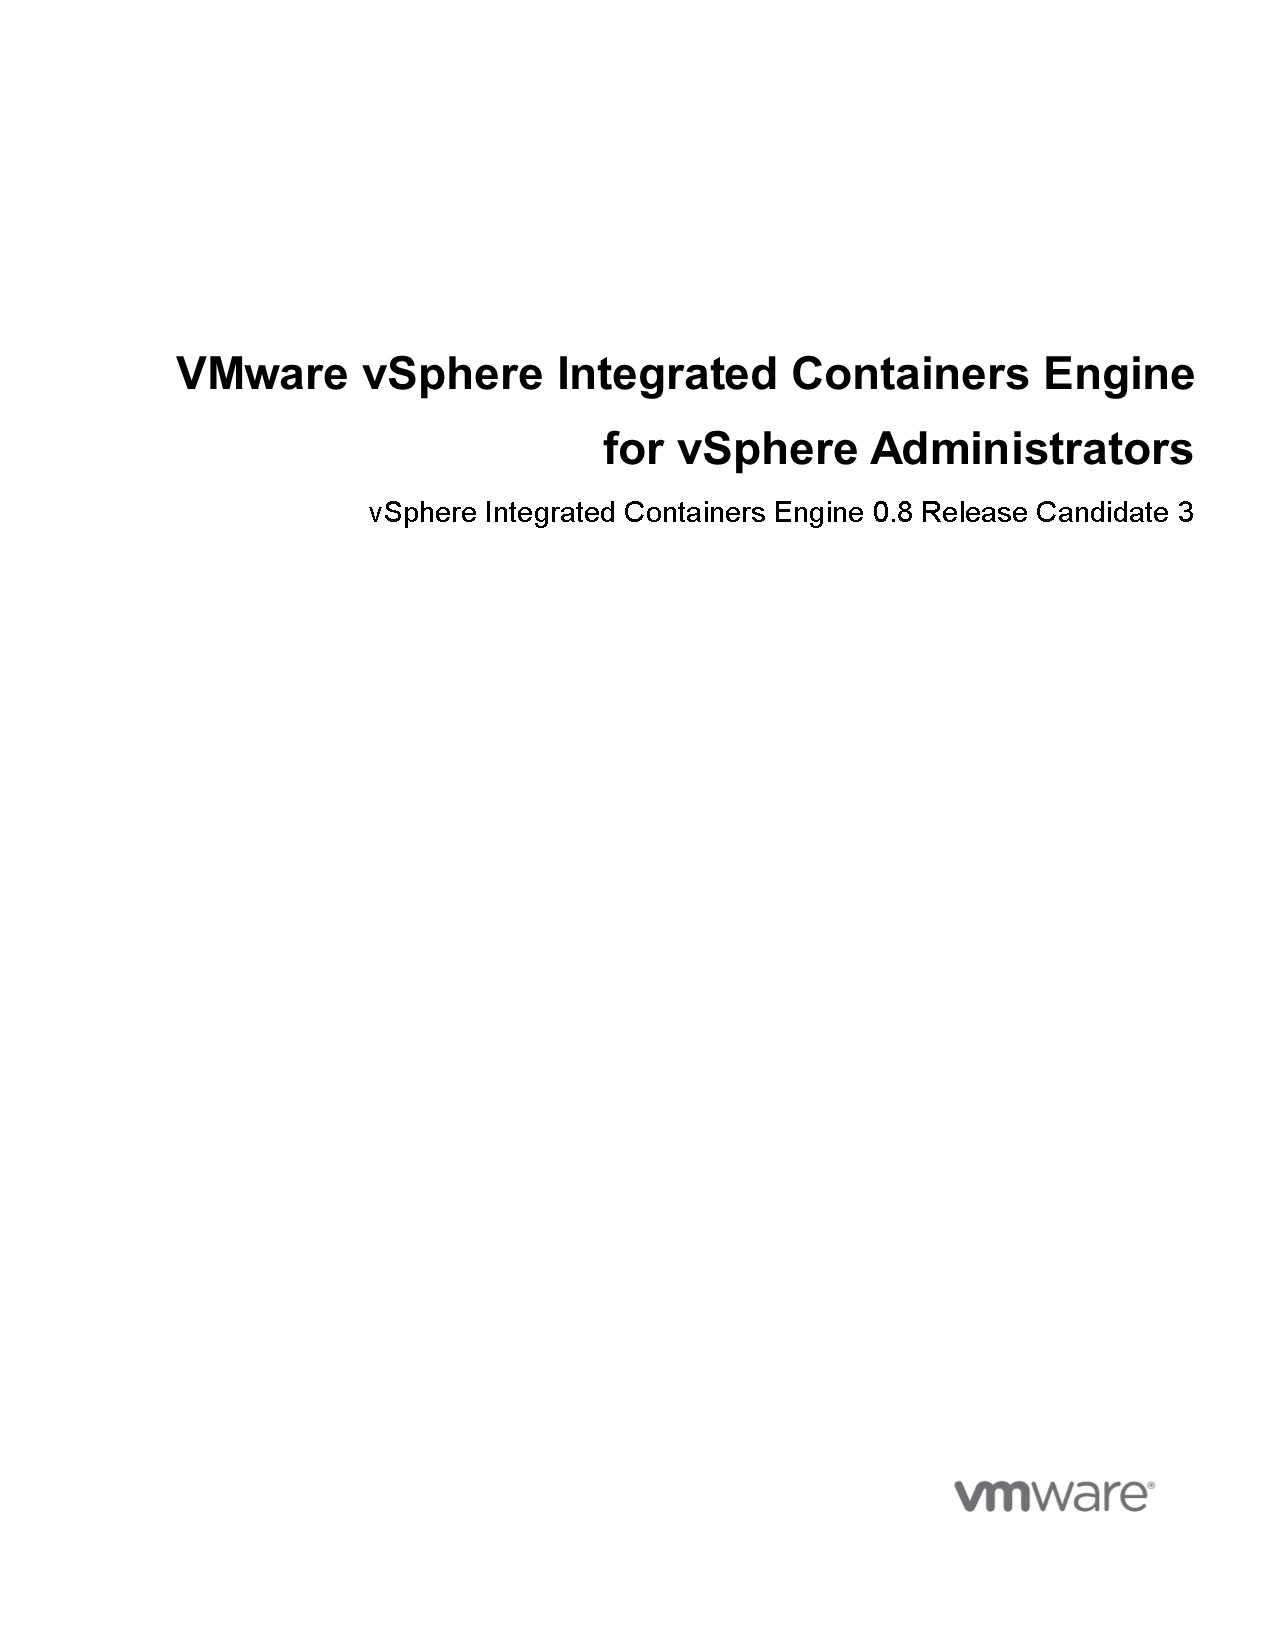 VMware vSphere Integrated Containers Engine
for vSphere Administrators
vSphere Integrated Containers Engine 0.8 Release Candidate 3
vmware®